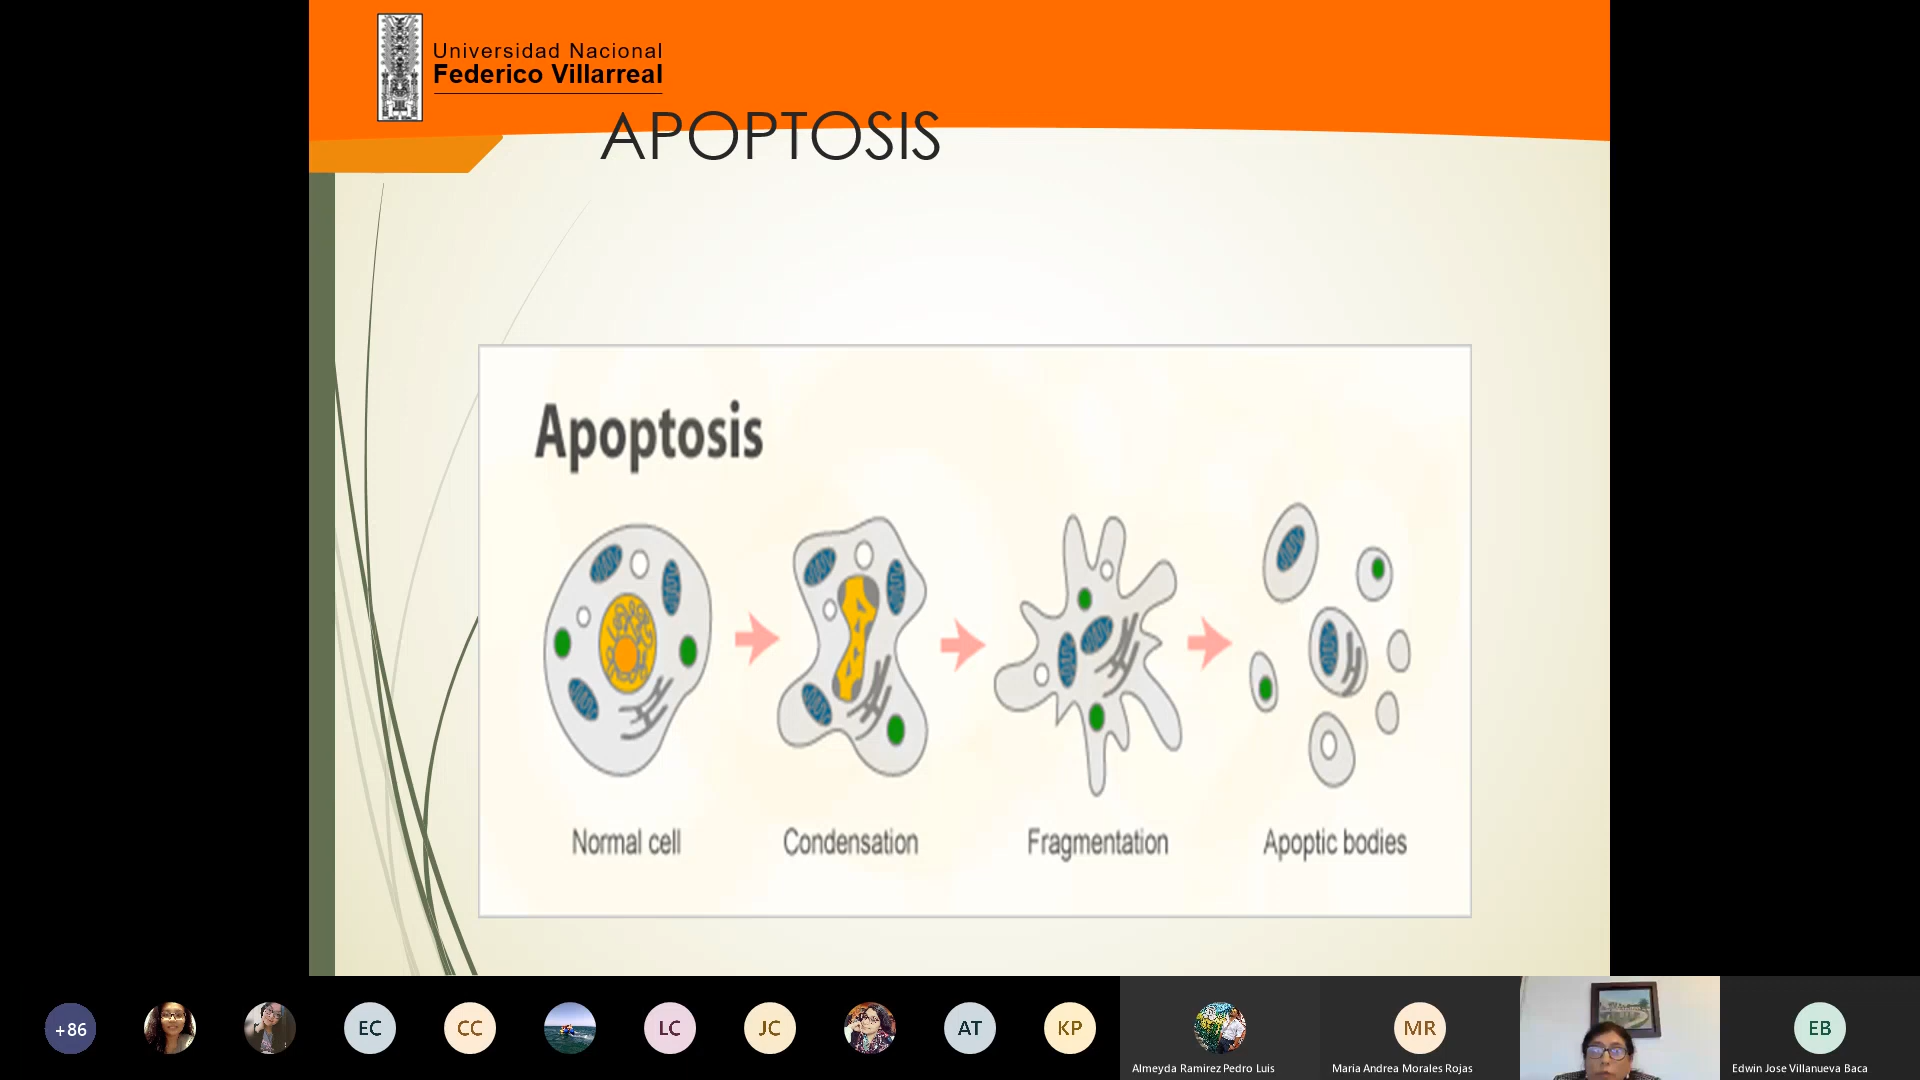 Universidad Nacional
Federico Villarreal
APOPTOSIS
Apoptosis
Normal cell
Condensation
Fragmentation
Apoptic bodies
+86
EC
CC
LC
JC
AT
KP
Almeyda Ramirez Pedro Luis
MR
Maria Andrea Morales Rojas
EB
Edwin Jose Villanueva Baca